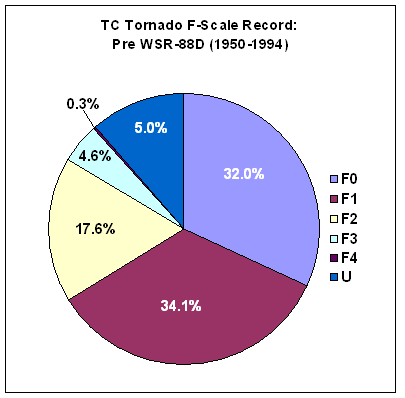 TC Tornado F-Scale Record:
Pre WSR-88D (1950-1994)
0.3%
5.0%
4.6%
32.0%
17.6%
34.1%
F0
F1
F2
F3
F4
U